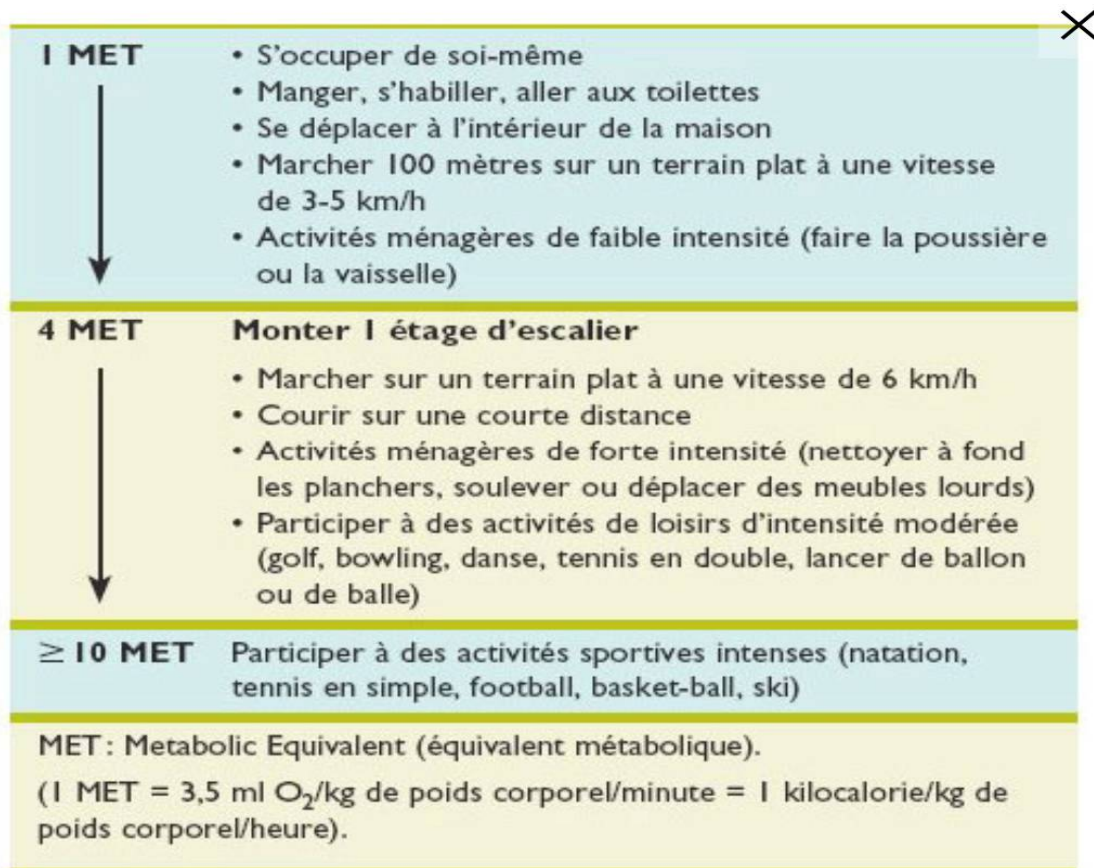 1 MET
• S'occuper de soi-même
• Manger, s'habiller, aller aux toilettes
• Se déplacer à l'intérieur de la maison
• Marcher 100 mètres sur un terrain plat à une vitesse
de 3-5 km/h
• Activités ménagères de faible intensité (faire la poussière
ou la vaisselle)
4 MET
Monter 1 étage d'escalier
• Marcher sur un terrain plat à une vitesse de 6 km/h
• Courir sur une courte distance
• Activités ménagères de forte intensité (nettoyer à fond
les planchers, soulever ou déplacer des meubles lourds)
• Participer à des activités de loisirs d'intensité modérée
(golf, bowling, danse, tennis en double, lancer de ballon
ou de balle)
≥ 10 MET
Participer à des activités sportives intenses (natation,
tennis en simple, football, basket-ball, ski)
MET: Metabolic Equivalent (équivalent métabolique).
(1 MET = 3,5 ml O₂/kg de poids corporel/minute = 1 kilocalorie/kg de
poids corporel/heure).